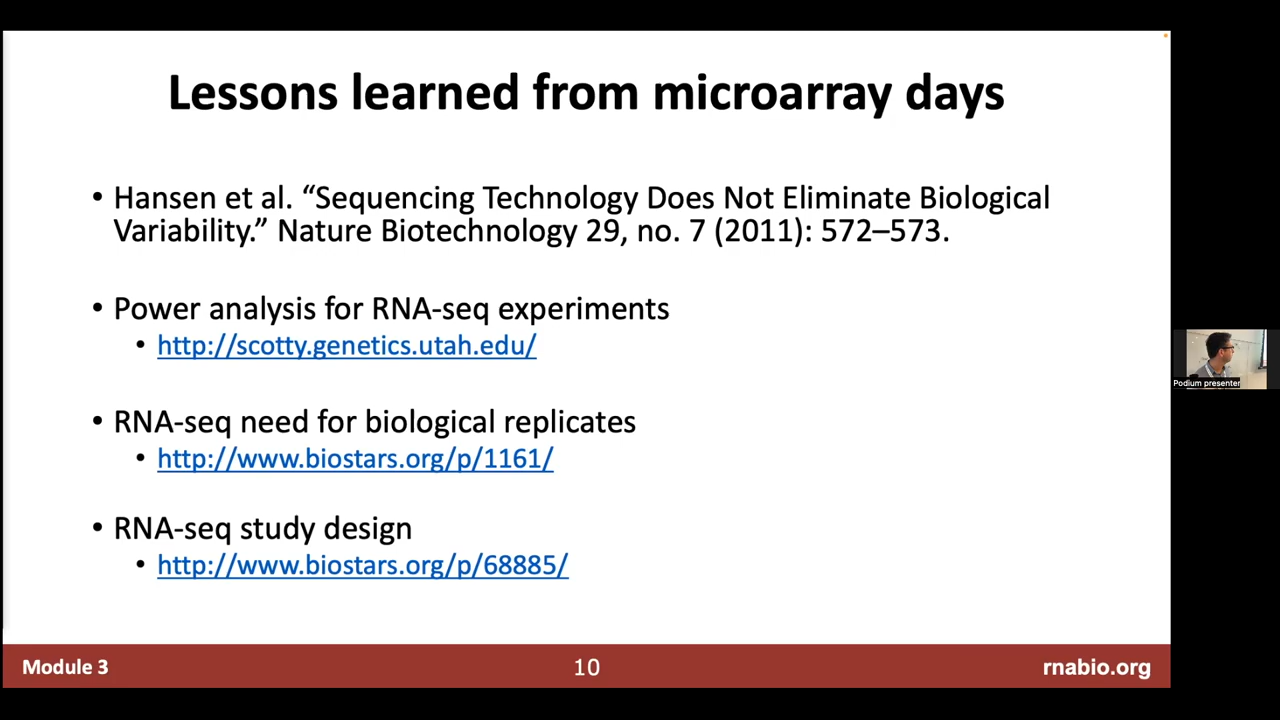 Lessons learned from microarray days
• Hansen et al. “Sequencing Technology Does Not Eliminate Biological
Variability.” Nature Biotechnology 29, no. 7 (2011): 572–573.
• Power analysis for RNA-seq experiments
• http://scotty.genetics.utah.edu/
• RNA-seq need for biological replicates
• http://www.biostars.org/p/1161/
• RNA-seq study design
• http://www.biostars.org/p/68885/
Podium presenter
Module 3
10
rnabio.org